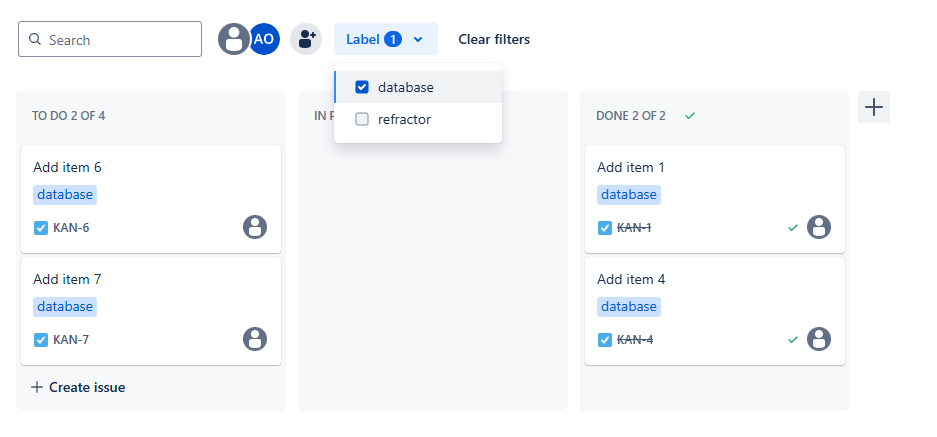 Search
AO
Label 1
Clear filters
database
refractor
TO DO 2 OF 4
IN
DONE 2 OF 2
Add item 6
database
KAN-6
Add item 7
database
KAN-7
Create issue
Add item 1
database
KAN-1
Add item 4
database
KAN-4